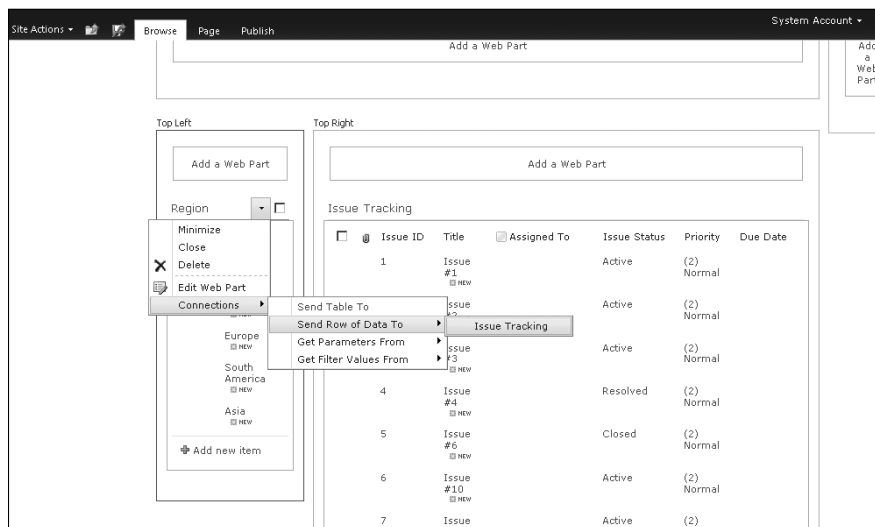 System Account
Site Actions
Browse
Page
Publish
Add a Web Part
Add
a
Web
Part
Top Left
Top Right
Add a Web Part
Add a Web Part
Region
Issue Tracking
Minimize
Close
Delete
Edit Web Part
Connections
Send Table To
Send Row of Data To
Issue Tracking
Get Parameters From
Get Filter Values From
Europe
NEW
South
America
NEW
Asia
NEW
Add new item
Issue ID Title Assigned To Issue Status Priority Due Date
1 Issue Active (2)
#1 Normal
NEW
Active (2)
Normal
Active (2)
#3 Normal
NEW
4 Issue Resolved (2)
#4 Normal
NEW
5 Issue Closed (2)
#6 Normal
NEW
6 Issue Active (2)
#10 Normal
NEW
7 Issue Active (2)